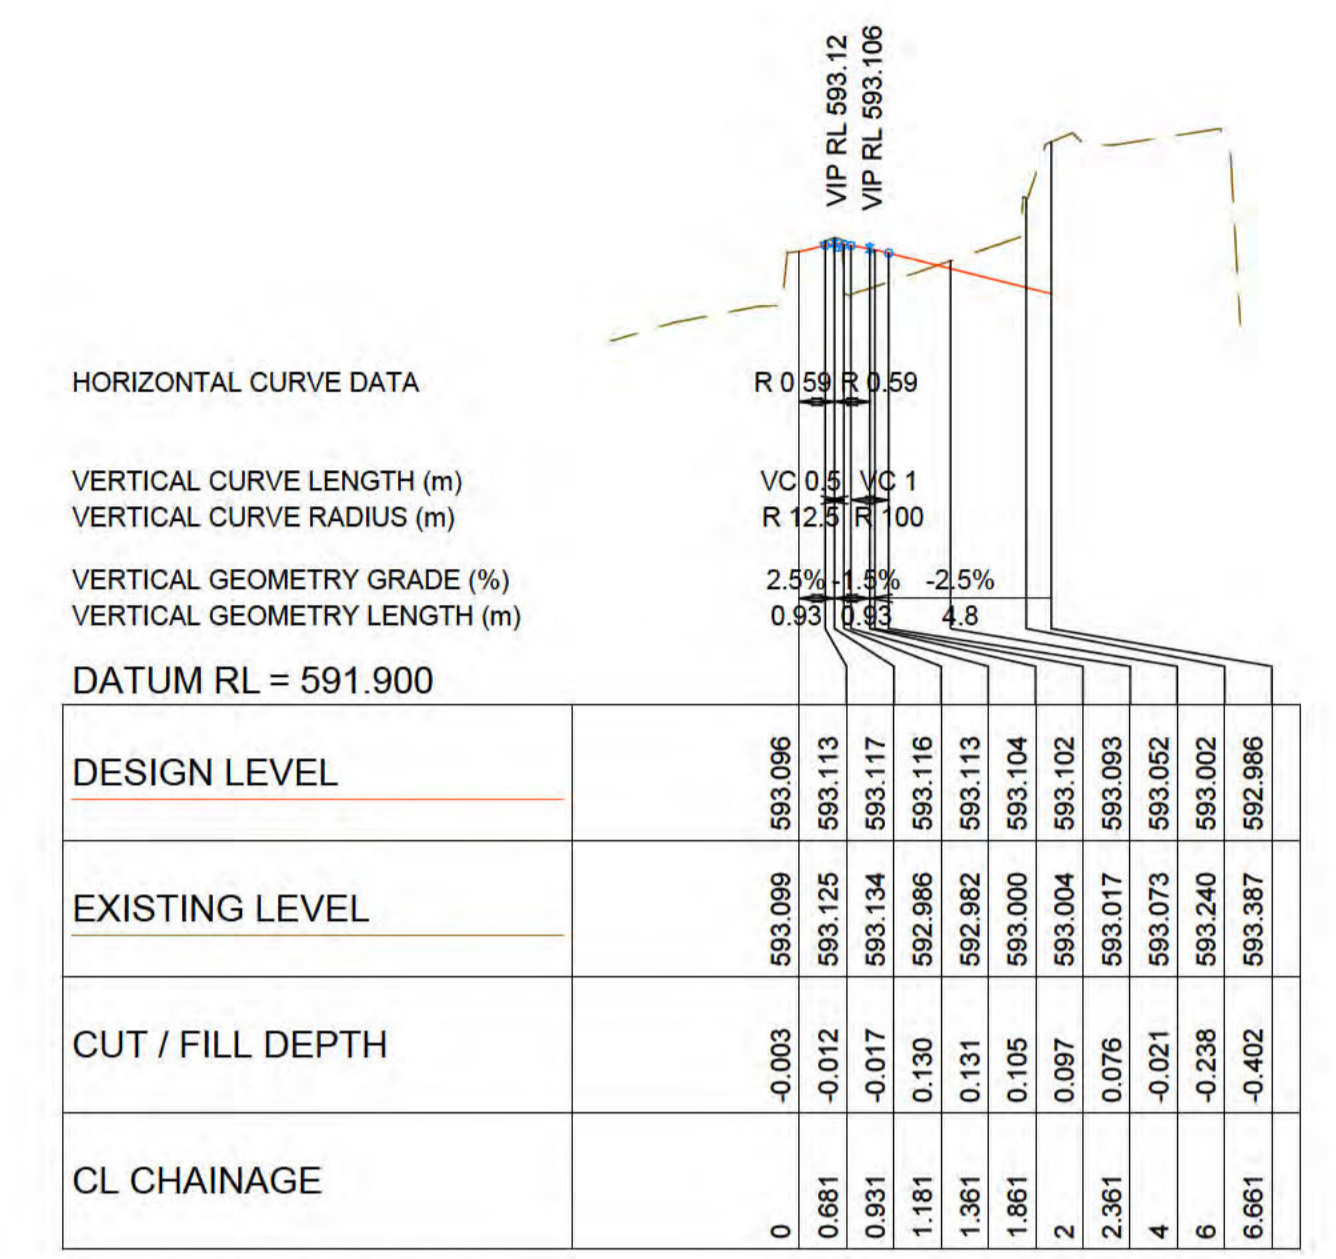 VIP RL 593.12
VIP RL 593.106
HORIZONTAL CURVE DATA R 0.59 R 0.59
VERTICAL CURVE LENGTH (m) VC 0.5 VC 1
VERTICAL CURVE RADIUS (m) R 12.5 R 100
VERTICAL GEOMETRY GRADE (%) 2.5% -1.5% -2.5%
VERTICAL GEOMETRY LENGTH (m) 0.93 0.93 4.8
DATUM RL = 591.900
DESIGN LEVEL 593.096 593.113 593.117 593.116 593.113 593.104 593.102 593.093 593.052 593.002 592.986
EXISTING LEVEL 593.099 593.125 593.134 592.986 592.982 593.000 593.004 593.017 593.073 593.240 593.387
CUT / FILL DEPTH -0.003 -0.012 -0.017 0.130 0.131 0.105 0.097 0.076 -0.021 -0.238 -0.402
CL CHAINAGE 0 0.681 0.931 1.181 1.361 1.861 2 2.361 4 6 6.661